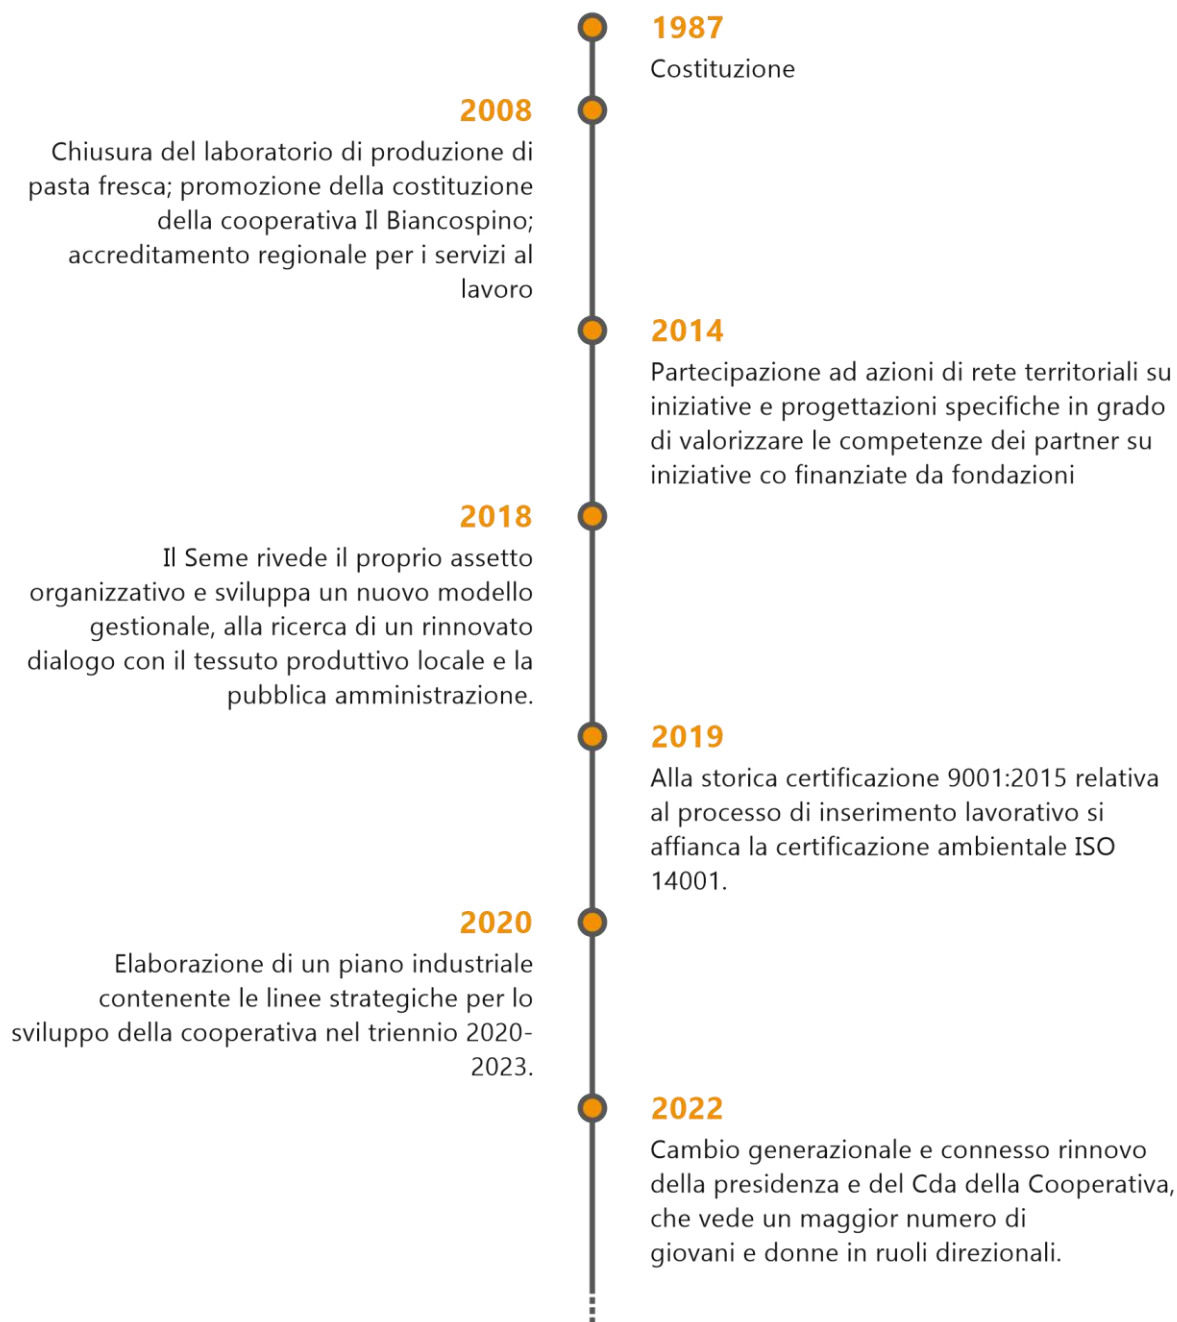 1987
Costituzione
2008
Chiusura del laboratorio di produzione di
pasta fresca; promozione della costituzione
della cooperativa Il Biancospino;
accreditamento regionale per i servizi al
lavoro
2014
Partecipazione ad azioni di rete territoriali su
iniziative e progettazioni specifiche in grado
di valorizzare le competenze dei partner su
iniziative co finanziate da fondazioni
2018
Il Seme rivede il proprio assetto
organizzativo e sviluppa un nuovo modello
gestionale, alla ricerca di un rinnovato
dialogo con il tessuto produttivo locale e la
pubblica amministrazione.
2019
Alla storica certificazione 9001:2015 relativa
al processo di inserimento lavorativo si
affianca la certificazione ambientale ISO
14001.
2020
Elaborazione di un piano industriale
contenente le linee strategiche per lo
sviluppo della cooperativa nel triennio 2020-
2023.
2022
Cambio generazionale e connesso rinnovo
della presidenza e del Cda della Cooperativa,
che vede un maggior numero di
giovani e donne in ruoli direzionali.